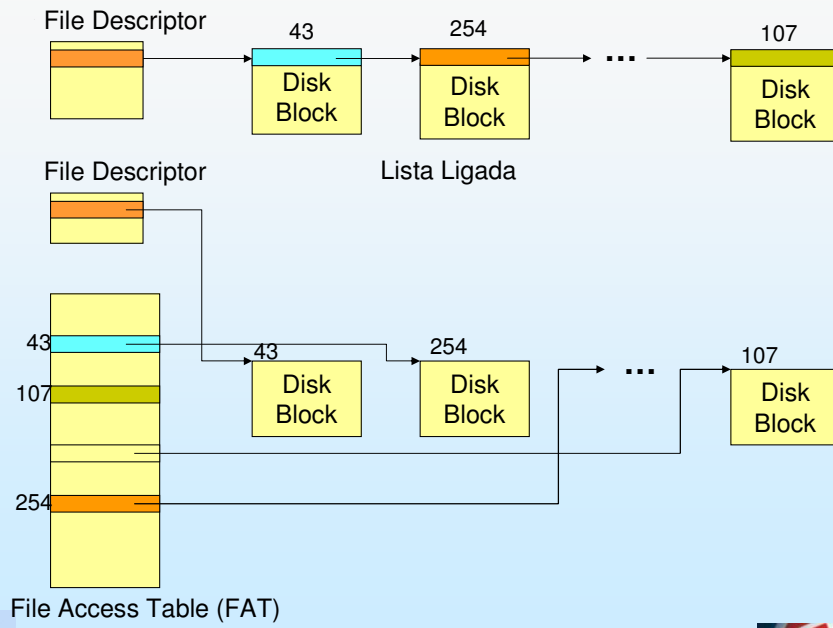 File Descriptor
43
254
107
...
Disk
Block
Disk
Block
Disk
Block
File Descriptor
Lista Ligada
43
107
254
43
254
...
107
Disk
Block
Disk
Block
Disk
Block
File Access Table (FAT)